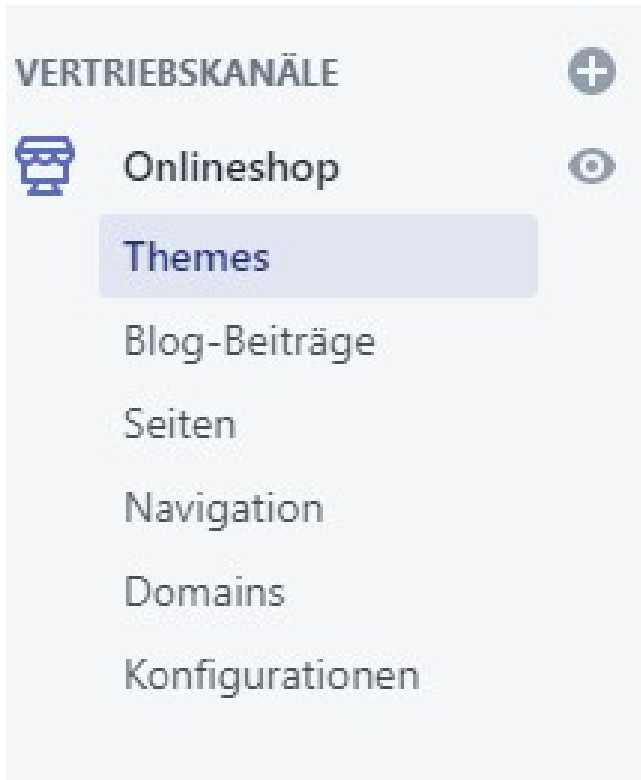 VERTRIEBSKANÄLE
Onlineshop
Themes
Blog-Beiträge
Seiten
Navigation
Domains
Konfigurationen